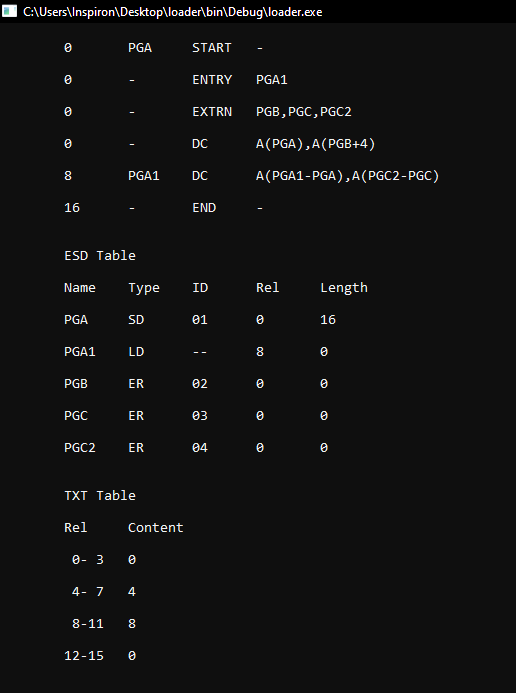 C:\Users\Inspiron\Desktop\loader\bin\Debug\loader.exe
0 PGA START -
0 - ENTRY PGA1
0 - EXTRN PGB,PGC,PGC2
0 - DC A(PGA),A(PGB+4)
8 PGA1 DC A(PGA1-PGA),A(PGC2-PGC)
16 - END -
ESD Table
Name Type ID Rel Length
PGA SD 01 0 16
PGA1 LD -- 8 0
PGB ER 02 0 0
PGC ER 03 0 0
PGC2 ER 04 0 0
TXT Table
Rel Content
0- 3 0
4- 7 4
8-11 8
12-15 0